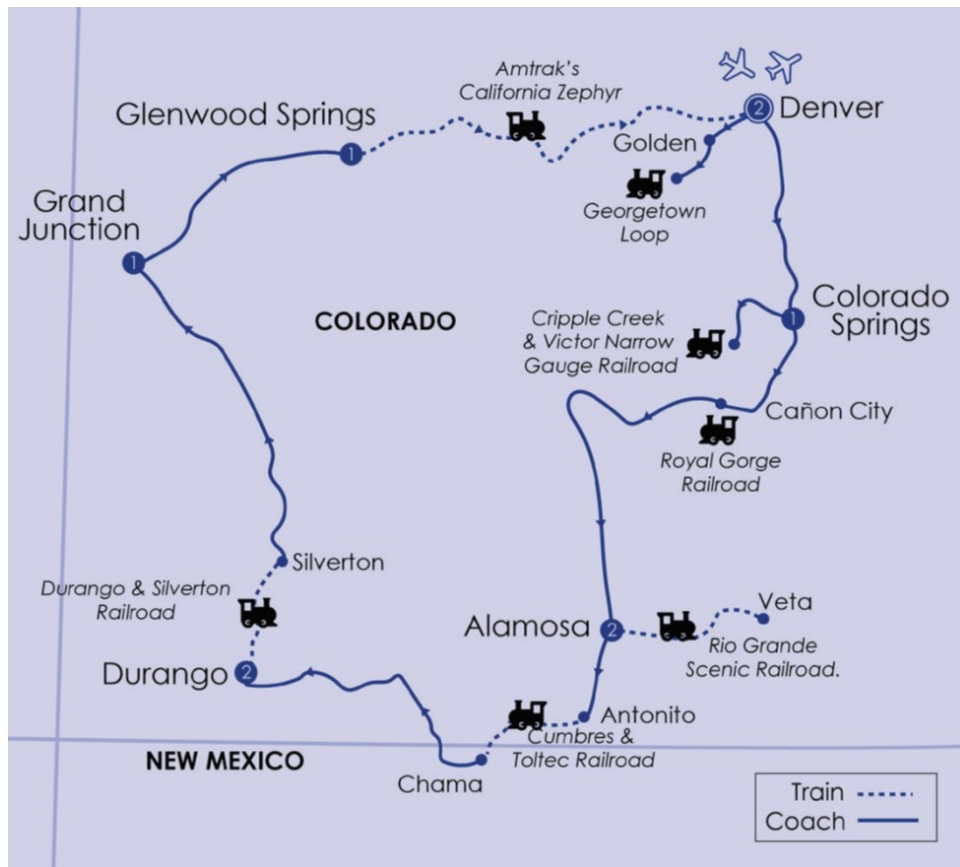 Amtrak's
California Zephyr
Glenwood Springs
1
2
Denver
Golden
Georgetown
Loop
Grand
Junction
1
COLORADO
Cripple Creek
& Victor Narrow
Gauge Railroad
1
Colorado
Springs
Cañon City
Royal Gorge
Railroad
Silverton
Durango & Silverton
Railroad
Durango
2
Alamosa
2
Veta
Rio Grande
Scenic Railroad.
Antonito
Cumbres &
Toltec Railroad
NEW MEXICO
Chama
Train
Coach